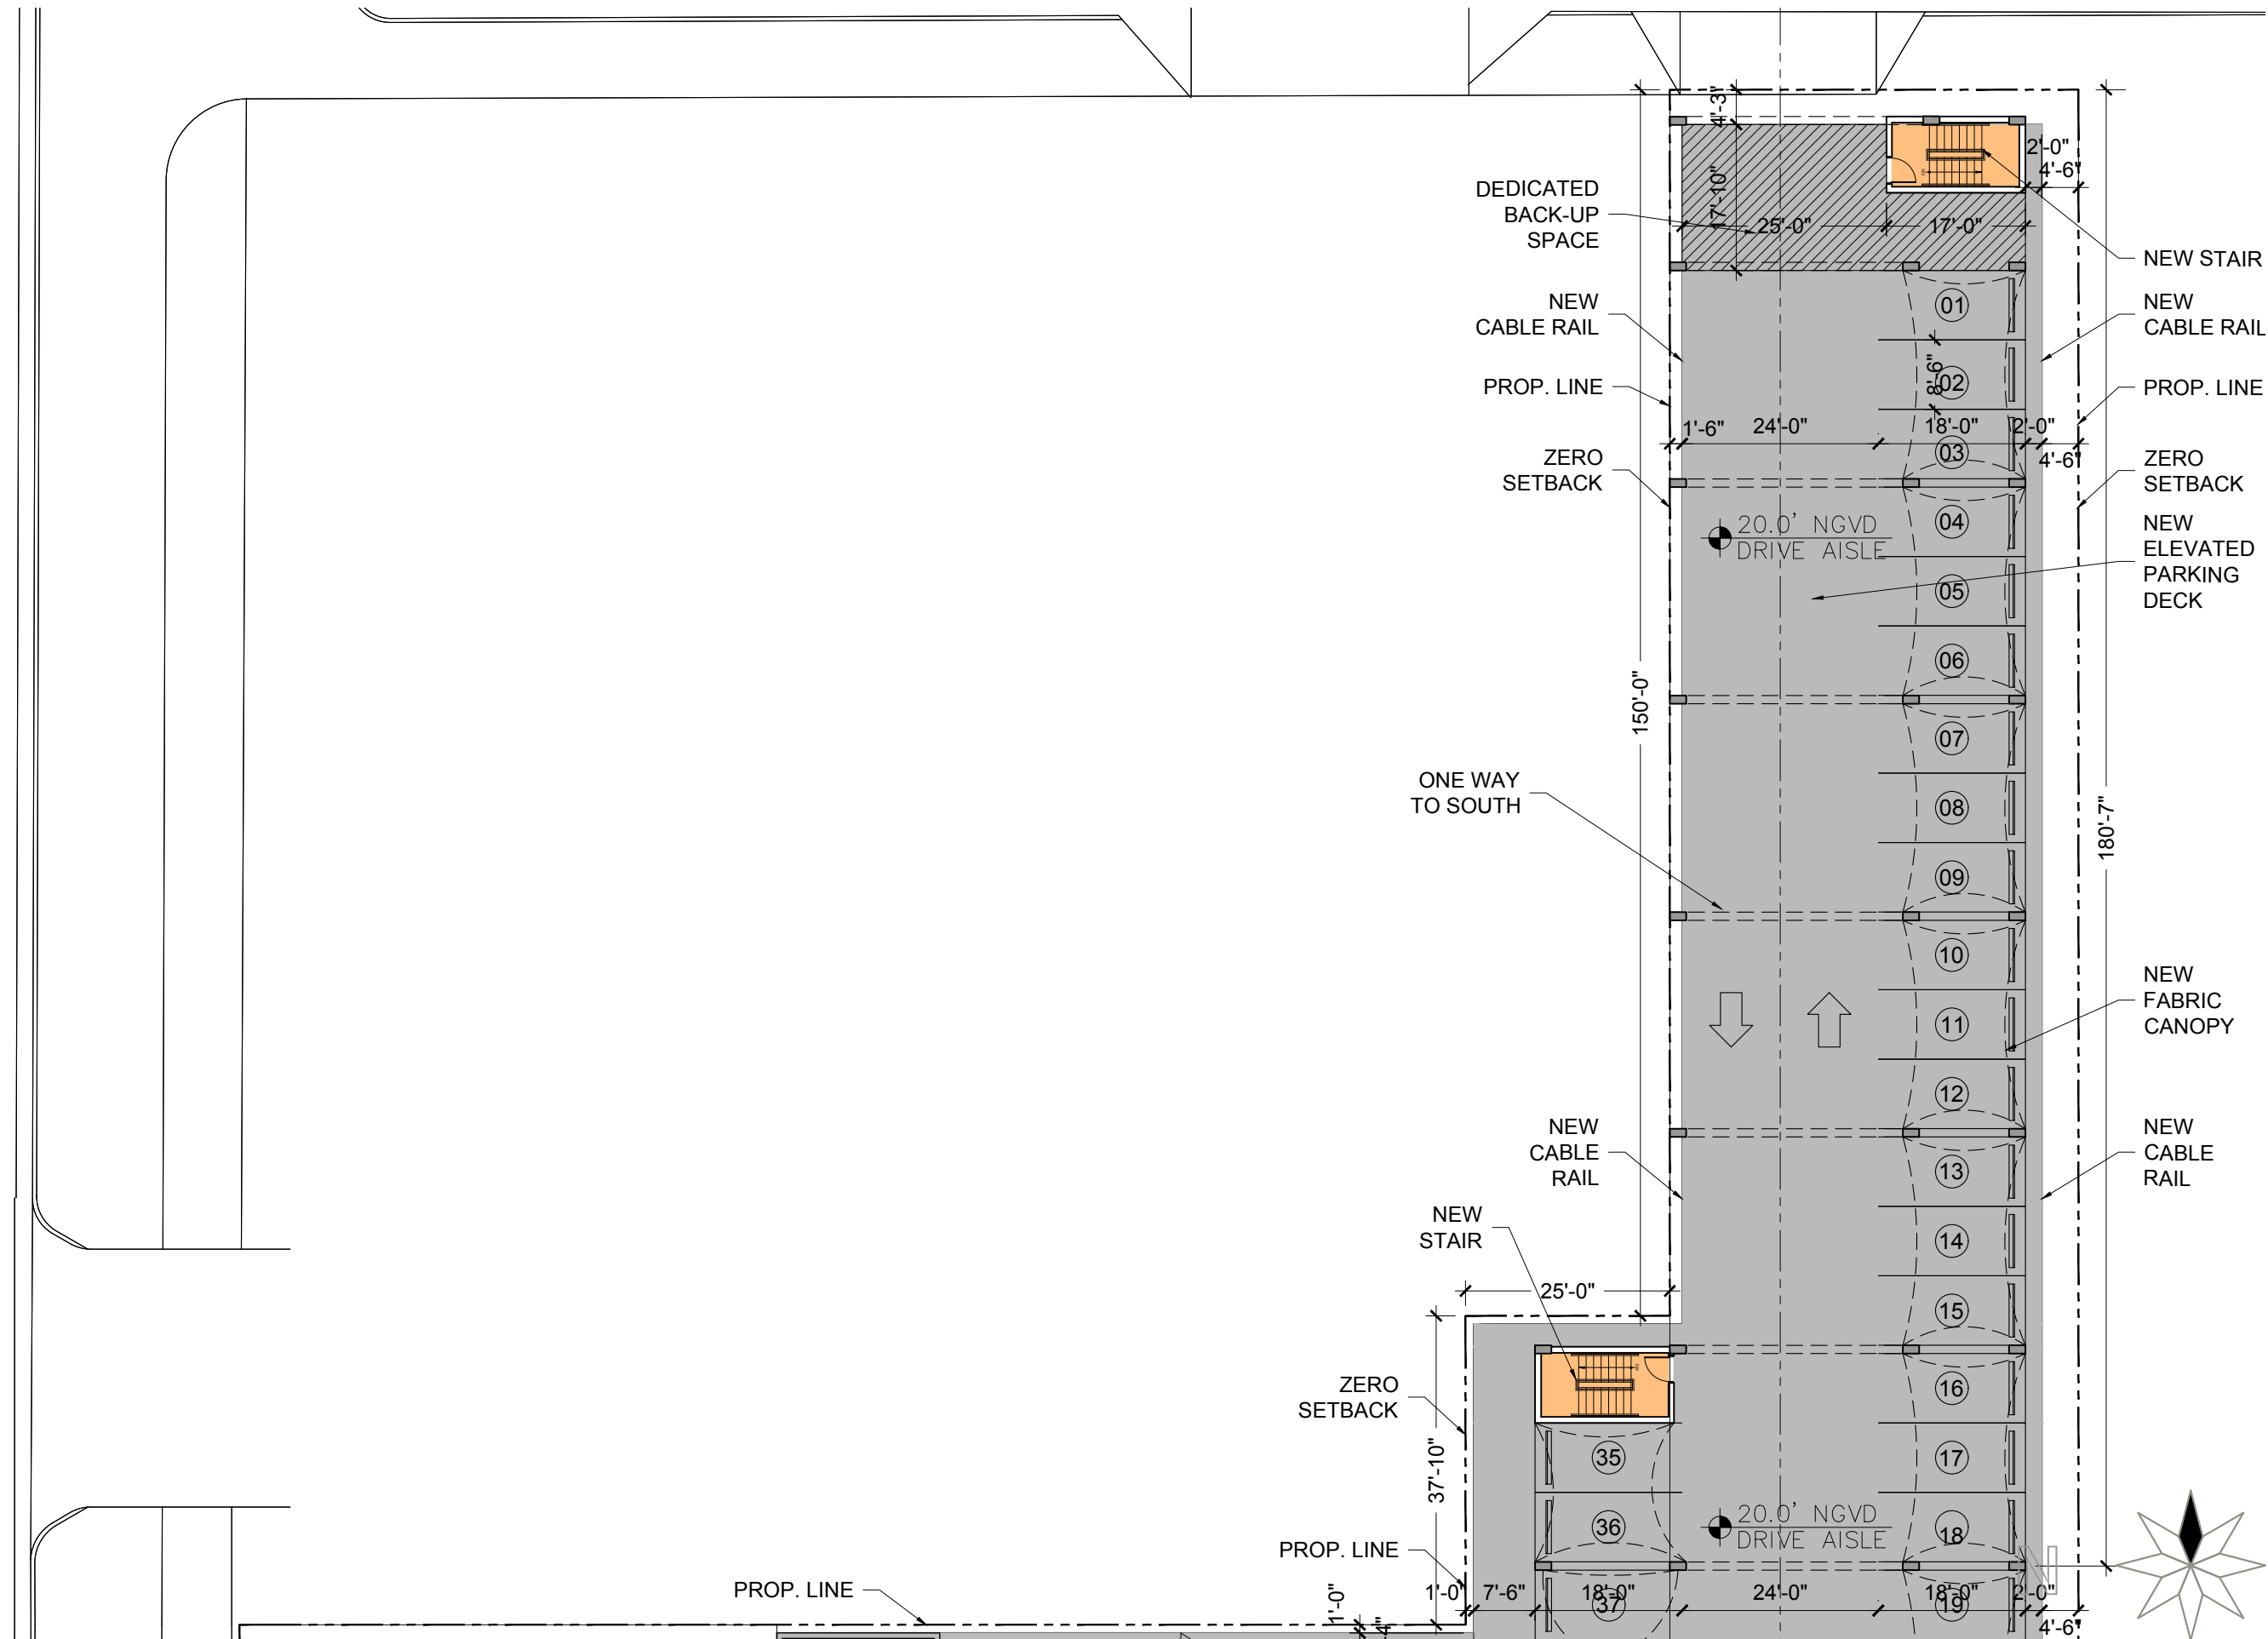 4'-3"
2'-0"
4'-6"
DEDICATED
BACK-UP
SPACE
17'-10"
25'-0"
17'-0"
NEW STAIR
NEW
CABLE RAIL
01
NEW
CABLE RAIL
8'-6"
02
PROP. LINE
PROP. LINE
1'-6"
24'-0"
18'-0"
2'-0"
03
4'-6"
ZERO
SETBACK
ZERO
SETBACK
04
20.0' NGVD
DRIVE AISLE
NEW
ELEVATED
PARKING
DECK
05
06
150'-0"
07
ONE WAY
TO SOUTH
08
180'-7"
09
10
NEW
FABRIC
CANOPY
11
12
NEW
CABLE
RAIL
NEW
CABLE
RAIL
13
NEW
STAIR
14
25'-0"
15
ZERO
SETBACK
16
37'-10"
35
17
36
20.0' NGVD
DRIVE AISLE
18
N
PROP. LINE
PROP. LINE
1'-0"
1'-0"
7'-6"
18'-0"
24'-0"
18'-0"
2'-0"
37
19
4'-6"